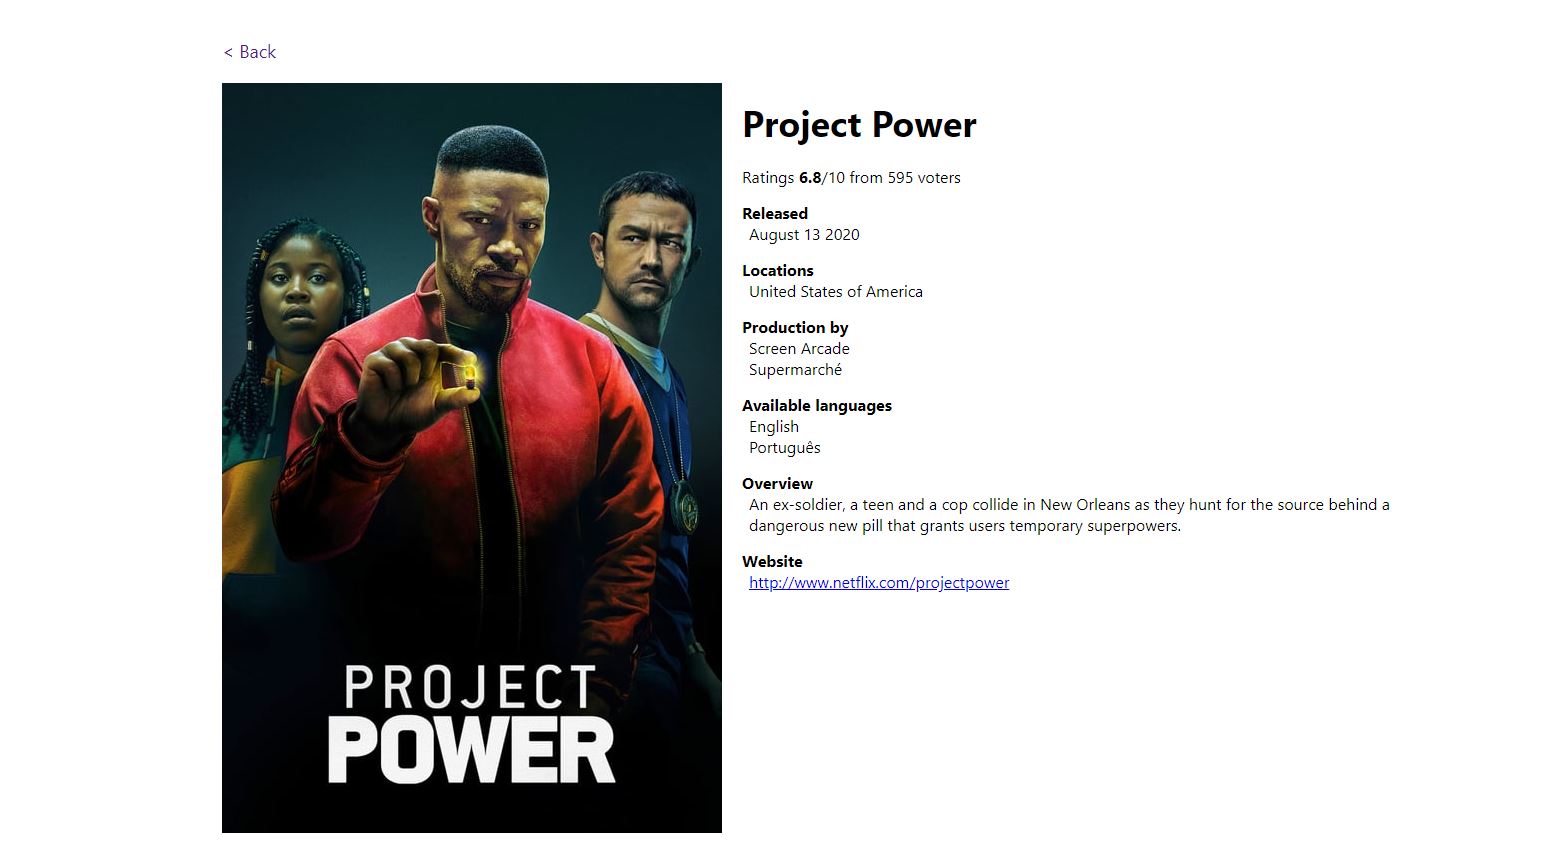 < Back
PROJECT
POWER
Project Power
Ratings 6.8/10 from 595 voters
Released
August 13 2020
Locations
United States of America
Production by
Screen Arcade
Supermarché
Available languages
English
Português
Overview
An ex-soldier, a teen and a cop collide in New Orleans as they hunt for the source behind a
dangerous new pill that grants users temporary superpowers.
Website
http://www.netflix.com/projectpower